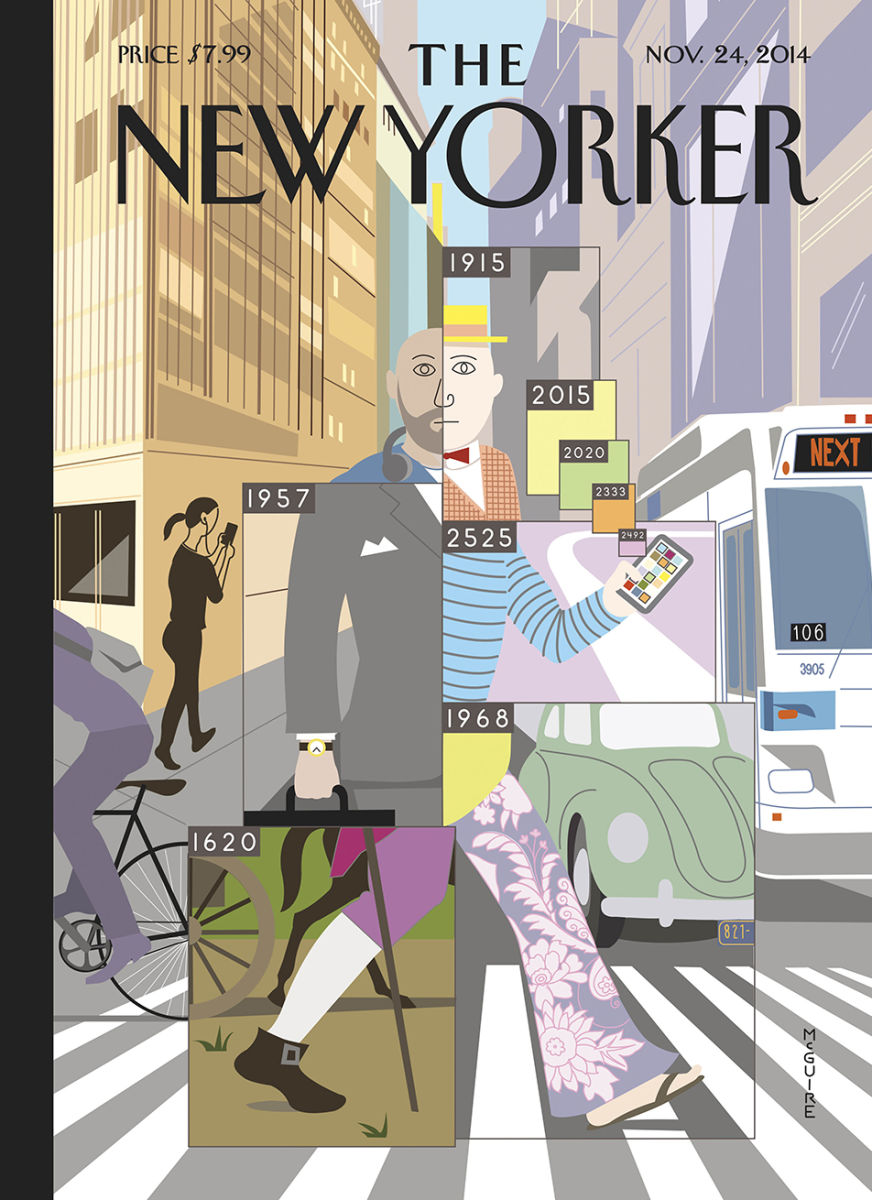 PRICE $7.99
THE
NOV. 24, 2014
NEW YORKER
1915
2015
NEXT
2020
1957
2333
2525
2492
106
3905
1968
1620
821-
McGUIRE